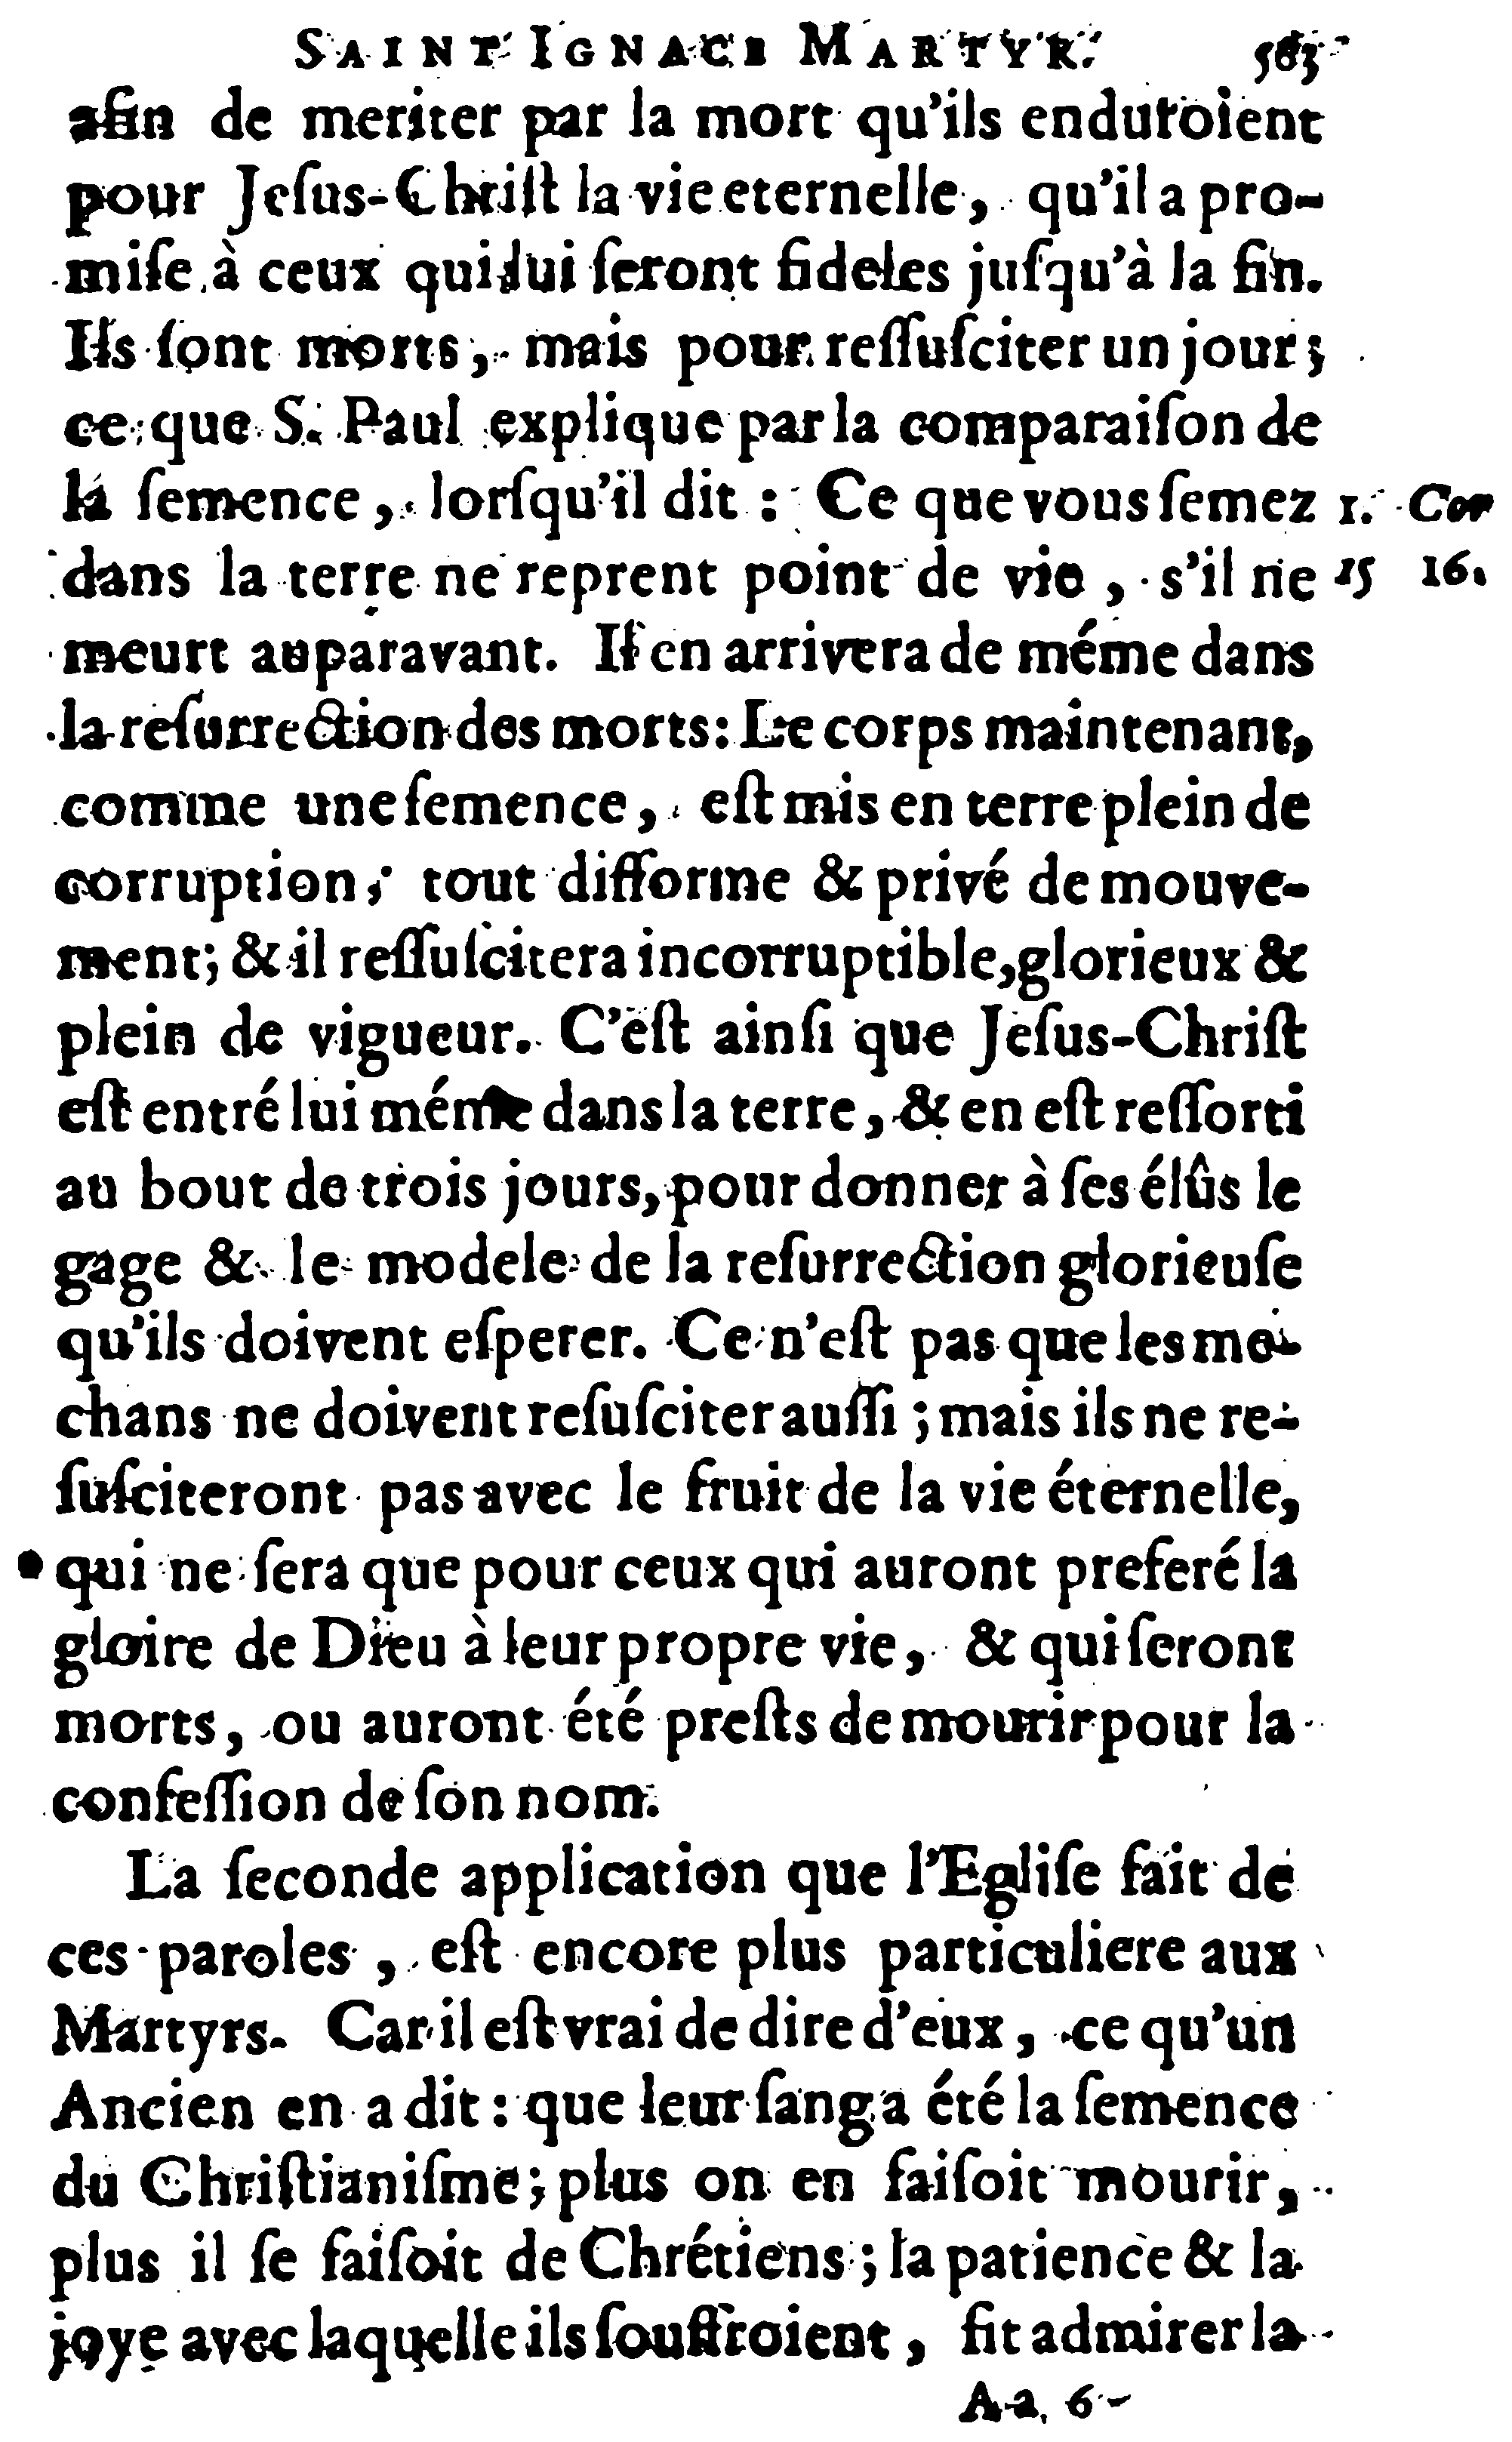 SAINT IGNACE MARTYR. 563
afin de meriter par la mort qu'ils enduroient
pour Jeſus-Chriſt la vie eternelle, qu'il a pro-
miſe à ceux qui lui ſeront fideles juſqu'à la fin.
Ils ſont morts, mais pour reſſuſciter un jour;
ce que S. Paul explique par la comparaiſon de
la ſemence, lorſqu'il dit : Ce que vous ſemez 1. Cor
dans la terre ne reprent point de vie, s'il ne 15 16.
meurt auparavant. Il en arrivera de méme dans
la reſurrection des morts: Le corps maintenant,
comme une ſemence, eſt mis en terre plein de
corruption, tout difforme & privé de mouve-
ment; & il reſſuſcitera incorruptible, glorieux &
plein de vigueur. C'eſt ainſi que Jeſus-Chriſt
eſt entré lui méme dans la terre, & en eſt reſſorti
au bout de trois jours, pour donner à ſes élûs le
gage & le modele de la reſurrection glorieuſe
qu'ils doivent eſperer. Ce n'eſt pas que les me-
chans ne doivent reſuſciter auſſi ; mais ils ne re-
ſuſciteront pas avec le fruit de la vie éternelle,
qui ne ſera que pour ceux qui auront preferé la
gloire de Dieu à leur propre vie, & qui ſeront
morts, ou auront été preſts de mourir pour la
confeſſion de ſon nom.
La ſeconde application que l'Egliſe fait de
ces paroles, eſt encore plus particuliere aux
Martyrs. Car il eſt vrai de dire d'eux, ce qu'un
Ancien en a dit : que leur ſang a été la ſemence
du Chriſtianiſme; plus on en faiſoit mourir,
plus il ſe faiſoit de Chrétiens ; la patience & la
joye avec laquelle ils ſouffroient, fit admirer la
Aa 6